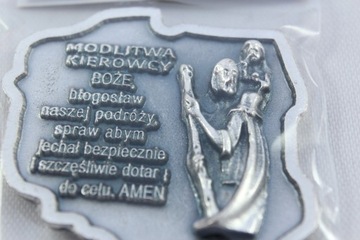 MODLITWA
KIEROWCY
BOŻE,
błogosław
naszej podróży,
spraw abym
jechał bezpiecznie
i szczęśliwie dotarł
do celu. AMEN